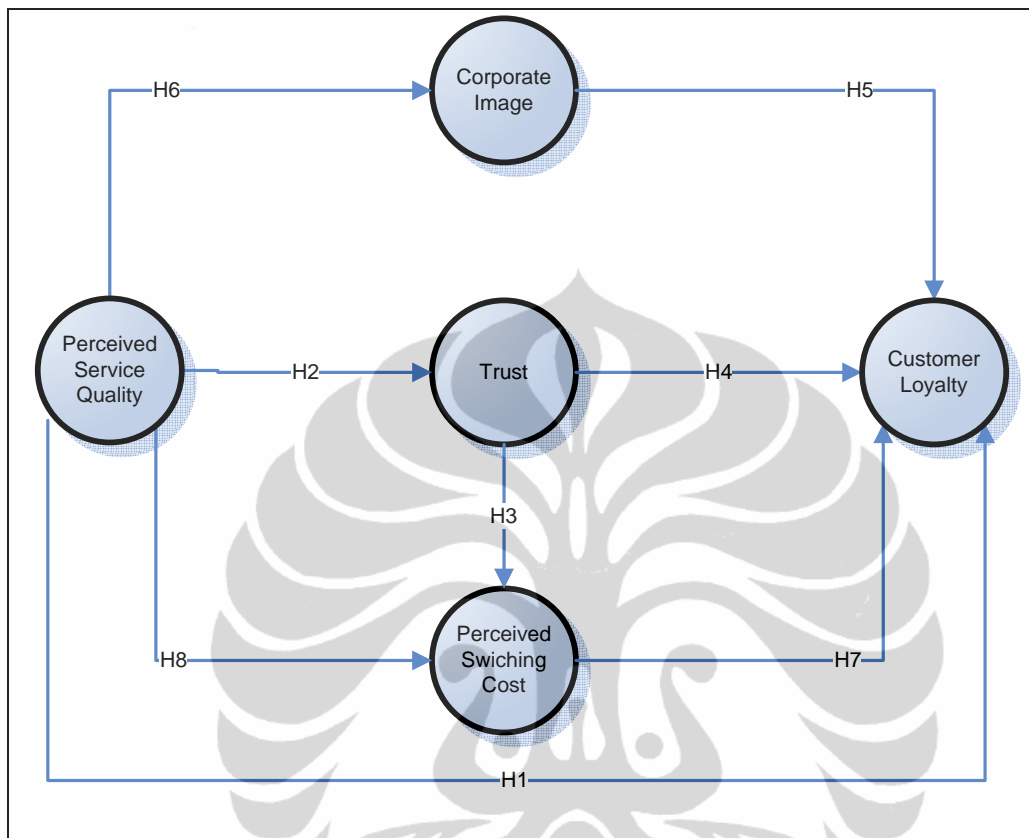 H6
Corporate
Image
H5
Perceived
Service
Quality
H2
Trust
H4
Customer
Loyalty
H3
H8
Perceived
Swiching
Cost
H7
H1